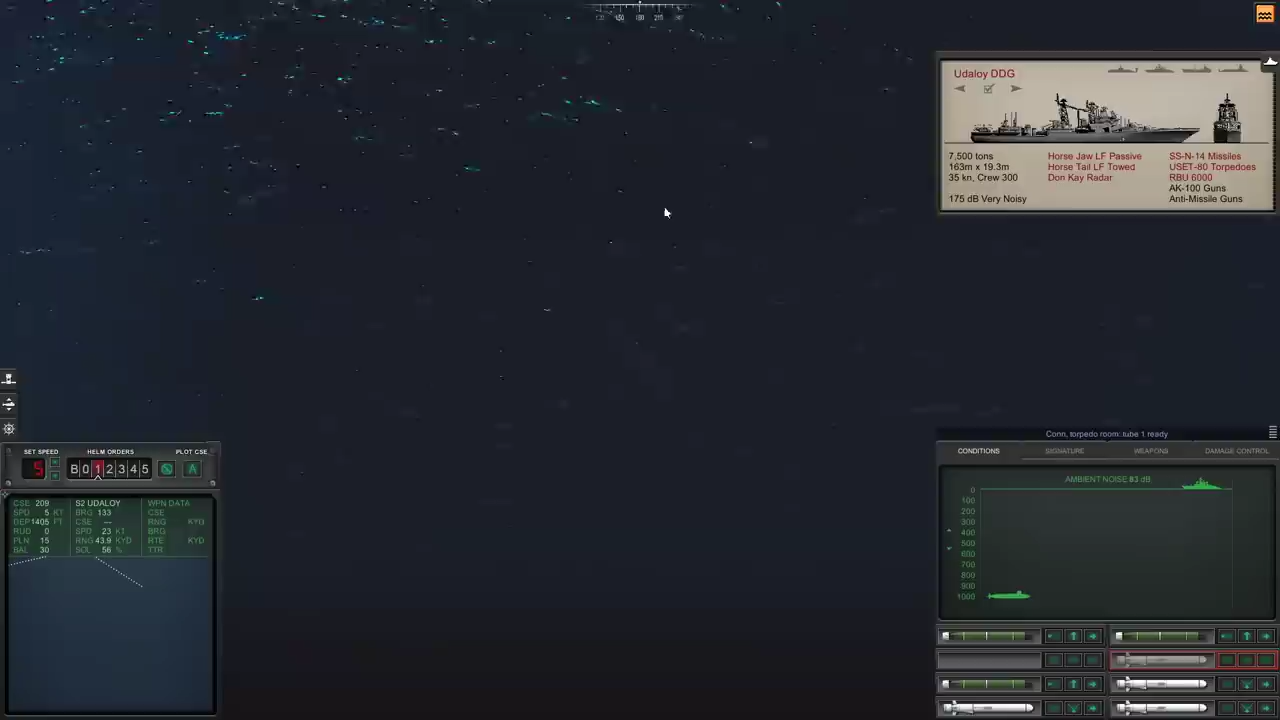 150 180 210
Udaloy DDG
7,500 tons Horse Jaw LF Passive SS-N-14 Missiles
163m x 19.3m Horse Tail LF Towed USET-80 Torpedoes
35 kn, Crew 300 Don Kay Radar RBU 6000
AK-100 Guns
175 dB Very Noisy Anti-Missile Guns
Conn, torpedo room: tube 1 ready
SET SPEED HELM ORDERS PLOT CSE
5 B 0 1 2 3 4 5
CONDITIONS SIGNATURE WEAPONS DAMAGE CONTROL
AMBIENT NOISE 83 dB
0
100
200
300
400
500
600
700
800
900
1000
CSE 209 S2 UDALOY WPN DATA
SPD 5 KT BRG 133 CSE
DEP 1405 FT CSE --- RNG KYD
RUD 0 SPD 23 KT BRG
PLN 15 RNG 43.9 KYD RTE KYD
BAL 30 SOL 56 % TTR